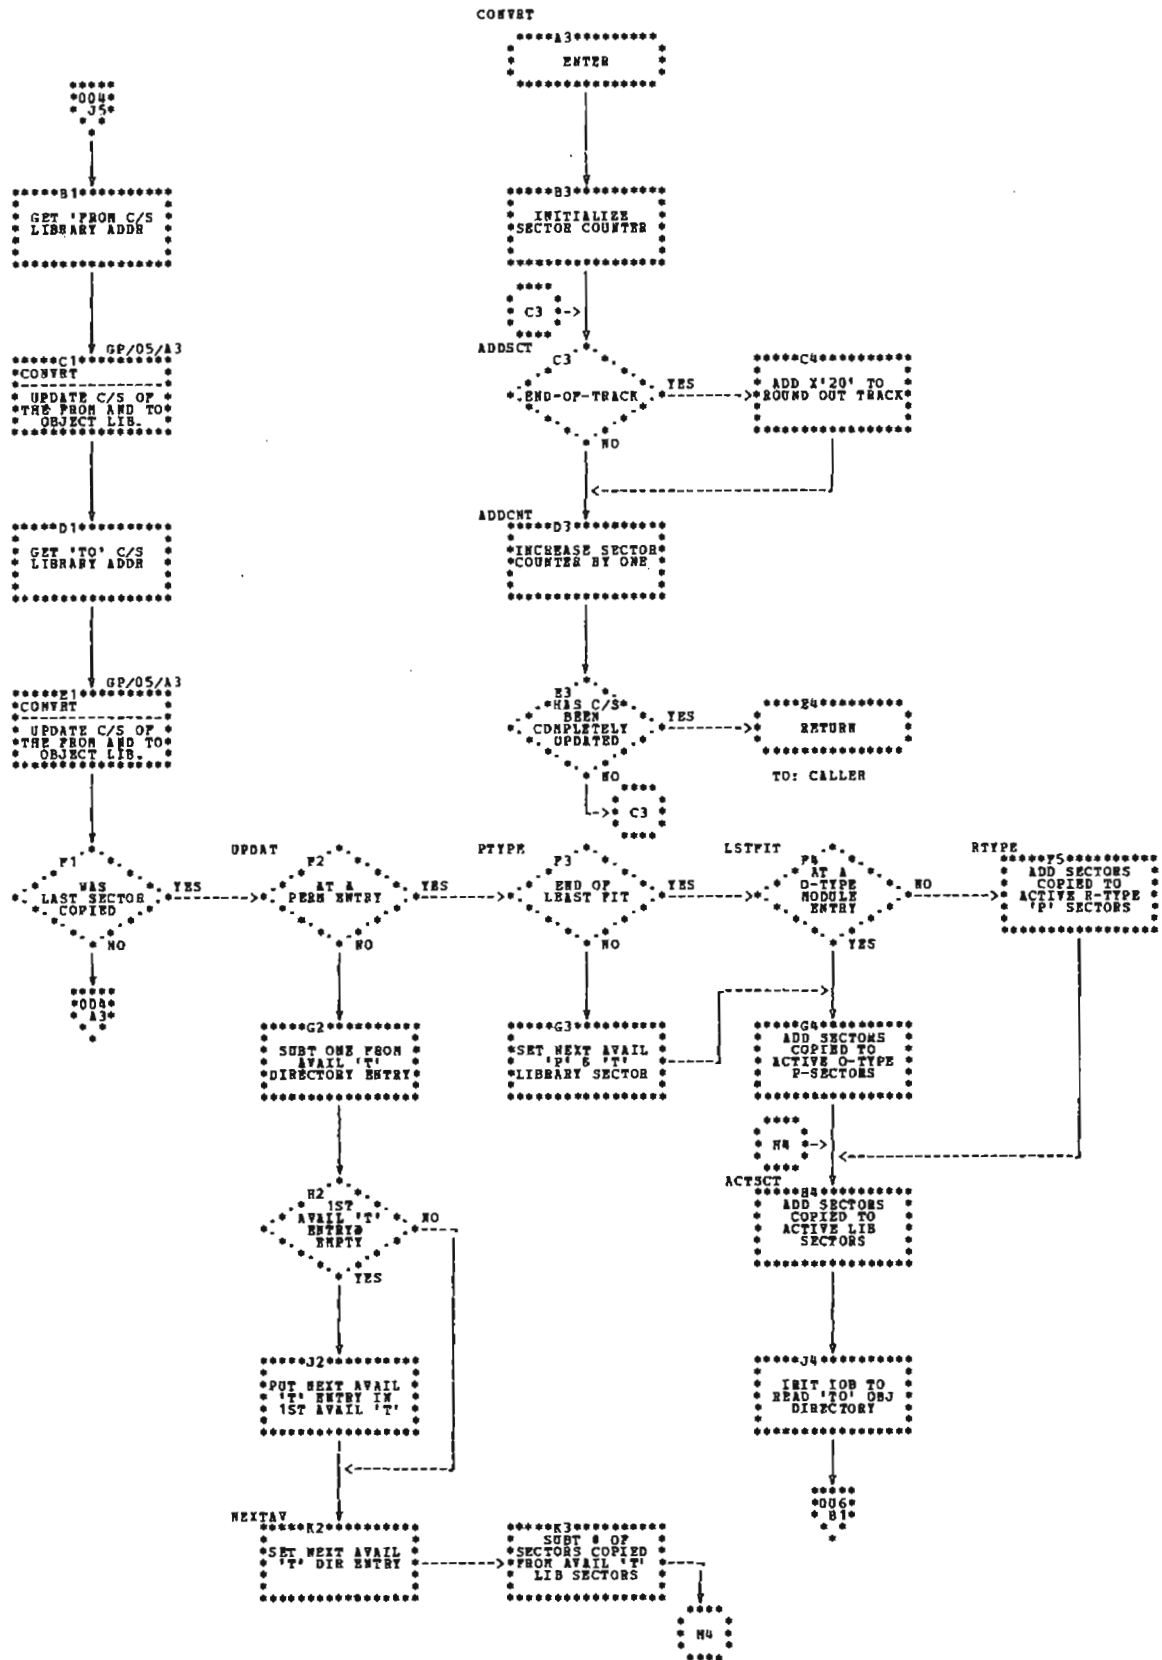 CONVRT
A3
ENTER
004
J5
B1
GET 'FROM C/S
LIBRARY ADDR
B3
INITIALIZE
SECTOR COUNTER
C3
GP/05/A3
C1
CONVRT
UPDATE C/S OF
THE FROM AND TO
OBJECT LIB.
ADDSCT
C3
END-OF-TRACK
YES
NO
C4
ADD X'20' TO
ROUND OUT TRACK
D1
GET 'TO' C/S
LIBRARY ADDR
ADDCNT
D3
INCREASE SECTOR
COUNTER BY ONE
GP/05/A3
E1
CONVRT
UPDATE C/S OF
THE FROM AND TO
OBJECT LIB.
E3
HAS C/S
BEEN
COMPLETELY
UPDATED
YES
NO
E4
RETURN
TO: CALLER
C3
F1
WAS
LAST SECTOR
COPIED
YES
NO
UPDAT
F2
AT A
PERM ENTRY
YES
NO
PTYPE
F3
END OF
LEAST FIT
YES
NO
LSTFIT
F4
AT A
O-TYPE
MODULE
ENTRY
NO
YES
RTYPE
F5
ADD SECTORS
COPIED TO
ACTIVE R-TYPE
'P' SECTORS
004
A3
G2
SUBT ONE FROM
AVAIL 'T'
DIRECTORY ENTRY
G3
SET NEXT AVAIL
'P' & 'T'
LIBRARY SECTOR
G4
ADD SECTORS
COPIED TO
ACTIVE O-TYPE
P-SECTORS
H4
H2
1ST
AVAIL 'T'
ENTRY
EMPTY
NO
YES
ACTSCT
H4
ADD SECTORS
COPIED TO
ACTIVE LIB
SECTORS
J2
PUT NEXT AVAIL
'T' ENTRY IN
1ST AVAIL 'T'
J4
INIT IOB TO
READ 'TO' OBJ
DIRECTORY
006
B1
NEXTAV
K2
SET NEXT AVAIL
'T' DIR ENTRY
K3
SUBT # OF
SECTORS COPIED
FROM AVAIL 'T'
LIB SECTORS
H4